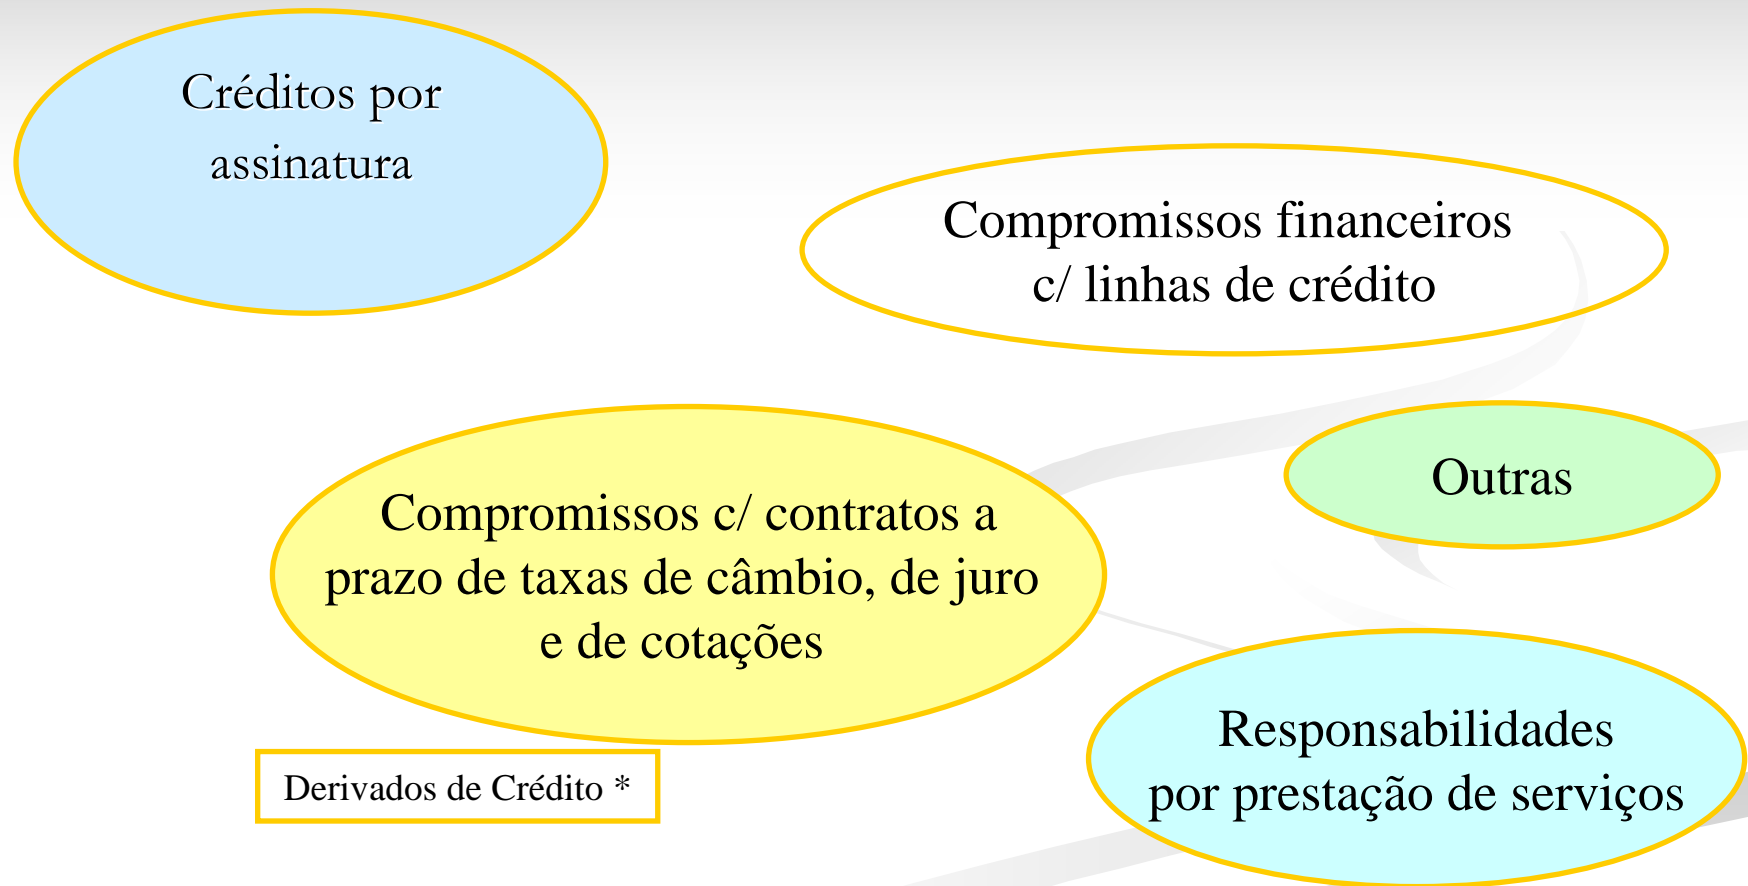 Créditos por
assinatura
Compromissos financeiros
c/ linhas de crédito
Outras
Compromissos c/ contratos a
prazo de taxas de câmbio, de juro
e de cotações
Responsabilidades
por prestação de serviços
Derivados de Crédito *